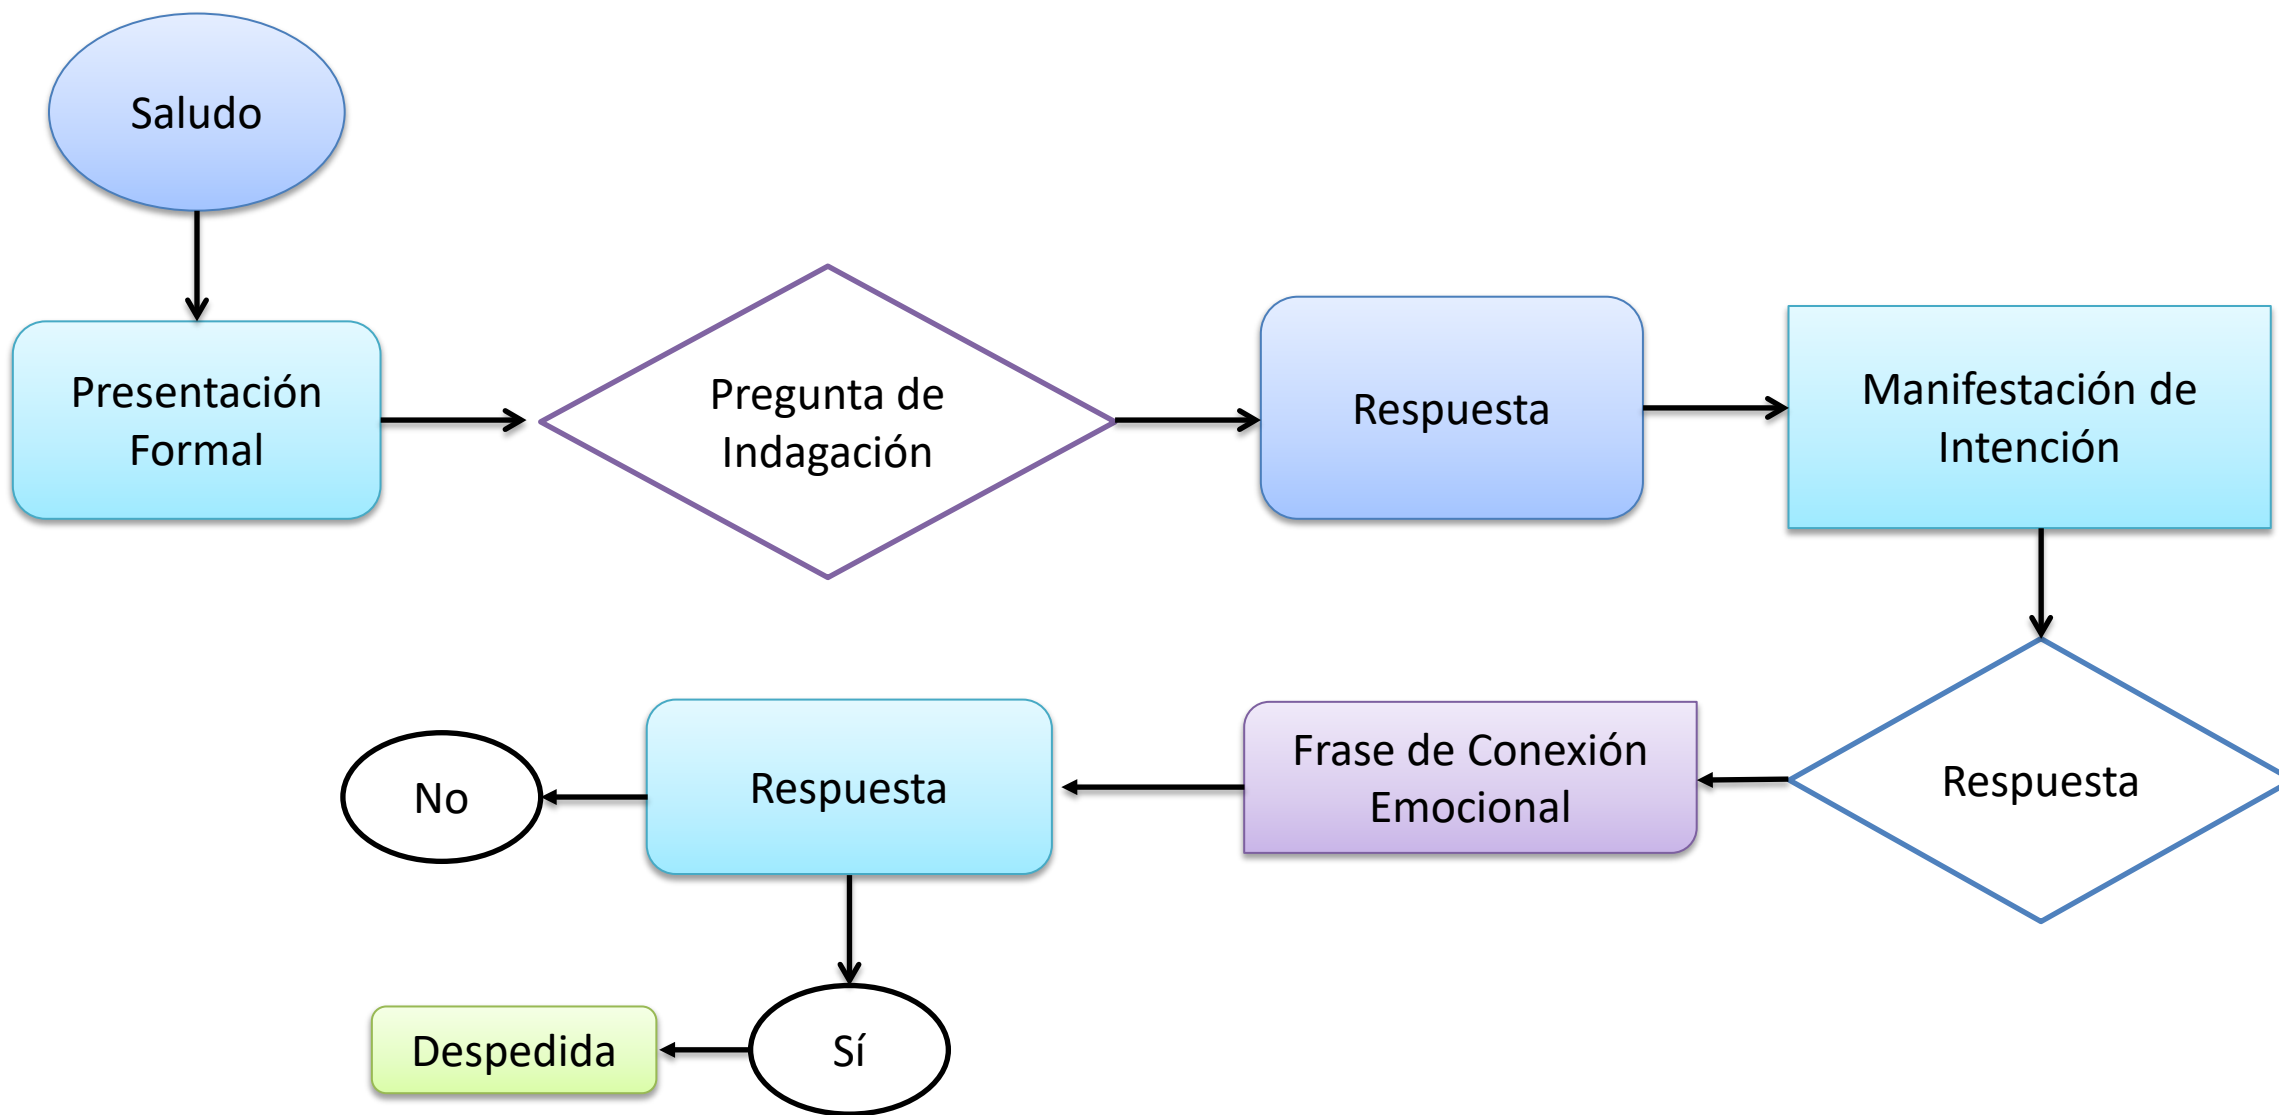 Saludo
Presentación
Formal
Pregunta de
Indagación
Respuesta
Manifestación de
Intención
Respuesta
Frase de Conexión
Emocional
Respuesta
No
Sí
Despedida